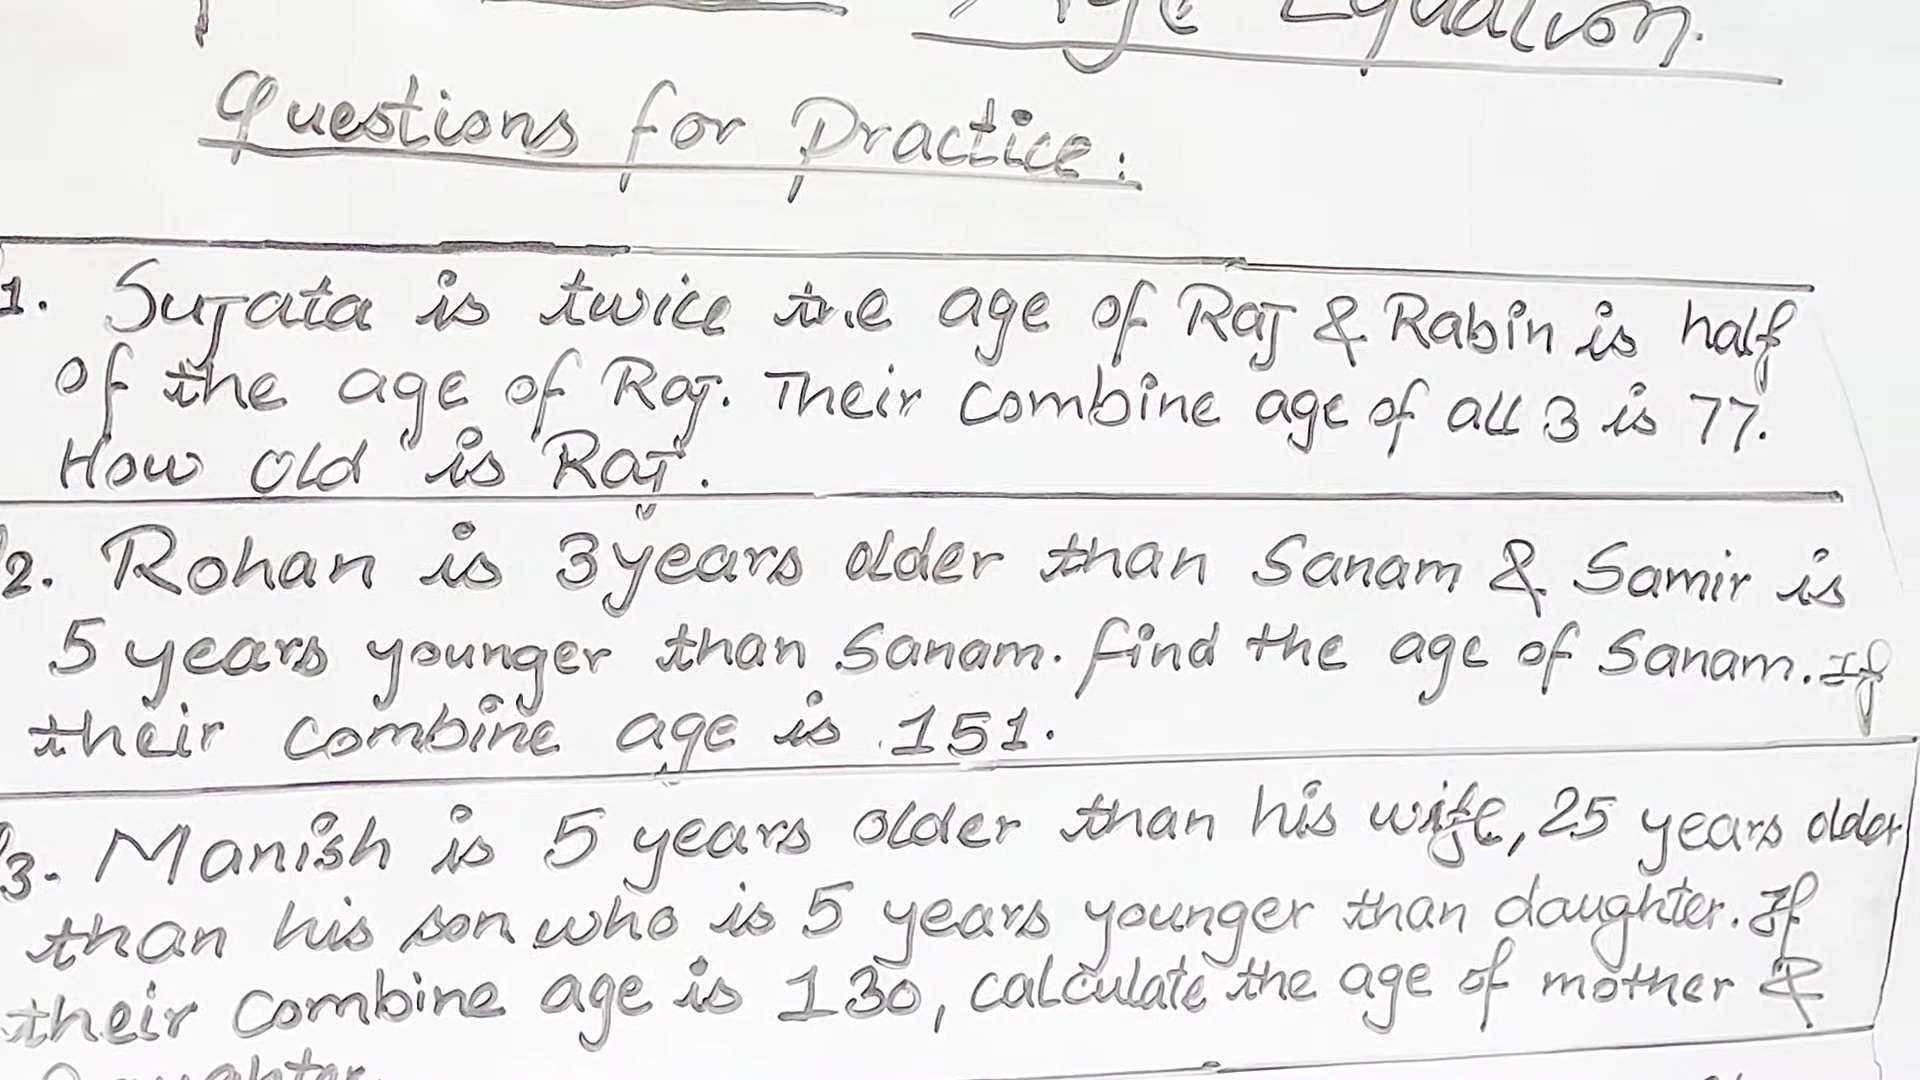 Age Equation.
Questions for Practice:
1. Sujata is twice the age of Raj & Rabin is half
of the age of Raj. Their combine age of all 3 is 77.
How old is Raj.
2. Rohan is 3 years older than Sanam & Samir is
5 years younger than Sanam. find the age of Sanam. If
their combine age is 151.
3. Manish is 5 years older than his wife, 25 years older
than his son who is 5 years younger than daughter. If
their combine age is 130, calculate the age of mother &
Daughter.